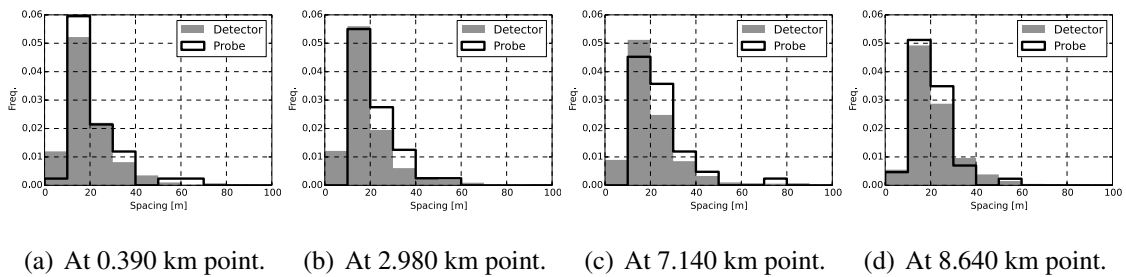 0.06
0.05
0.04
0.03
0.02
0.01
0.00
Freq.
Detector
Probe
0 20 40 60 80 100
Spacing [m]
(a) At 0.390 km point.
0.06
0.05
0.04
0.03
0.02
0.01
0.00
Freq.
Detector
Probe
0 20 40 60 80 100
Spacing [m]
(b) At 2.980 km point.
0.06
0.05
0.04
0.03
0.02
0.01
0.00
Freq.
Detector
Probe
0 20 40 60 80 100
Spacing [m]
(c) At 7.140 km point.
0.06
0.05
0.04
0.03
0.02
0.01
0.00
Freq.
Detector
Probe
0 20 40 60 80 100
Spacing [m]
(d) At 8.640 km point.